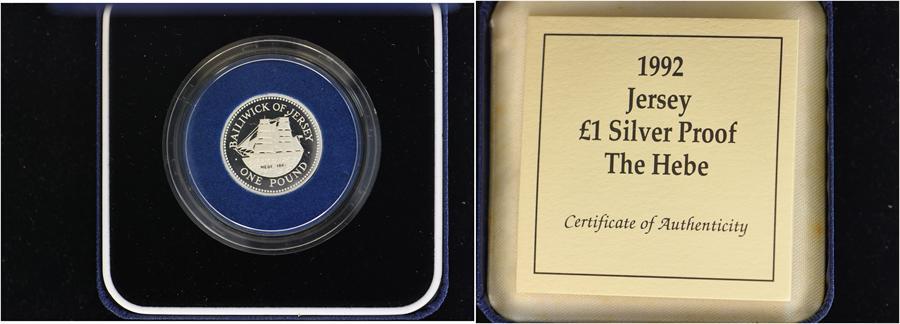 BAILIWICK OF JERSEY
ONE POUND
1992
Jersey
£1 Silver Proof
The Hebe
Certificate of Authenticity